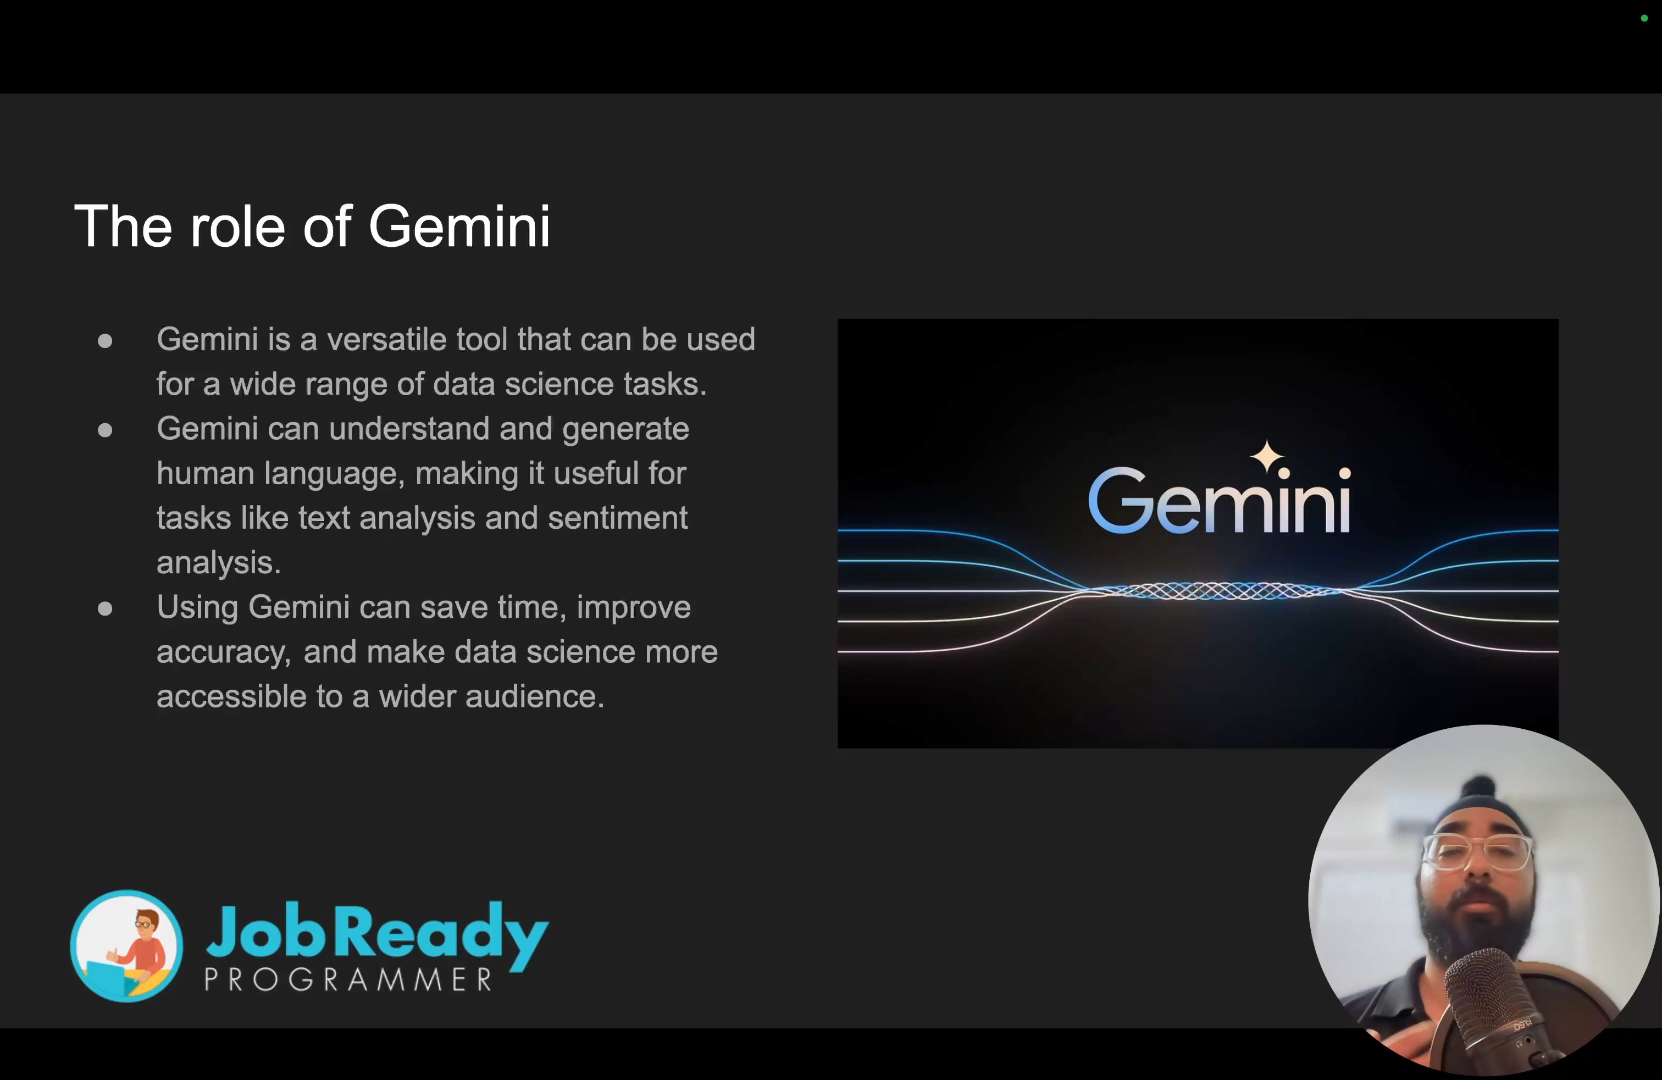 The role of Gemini
● Gemini is a versatile tool that can be used
for a wide range of data science tasks.
● Gemini can understand and generate
human language, making it useful for
tasks like text analysis and sentiment
analysis.
● Using Gemini can save time, improve
accuracy, and make data science more
accessible to a wider audience.
Gemini
JobReady
PROGRAMMER